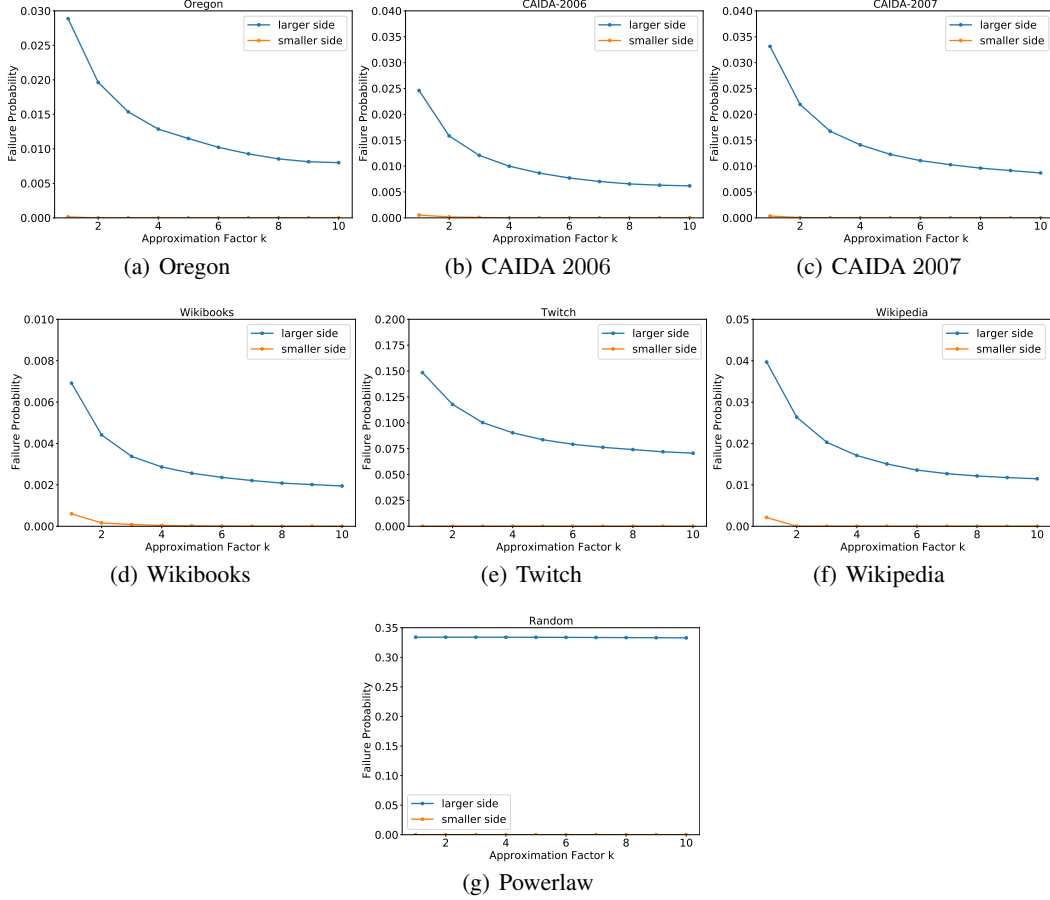 Oregon
0.030
0.025
0.020
0.015
0.010
0.005
0.000
Failure Probability
2 4 6 8 10
Approximation Factor k
larger side
smaller side
(a) Oregon
CAIDA-2006
0.040
0.035
0.030
0.025
0.020
0.015
0.010
0.005
0.000
Failure Probability
2 4 6 8 10
Approximation Factor k
larger side
smaller side
(b) CAIDA 2006
CAIDA-2007
0.040
0.035
0.030
0.025
0.020
0.015
0.010
0.005
0.000
Failure Probability
2 4 6 8 10
Approximation Factor k
larger side
smaller side
(c) CAIDA 2007
Wikibooks
0.010
0.008
0.006
0.004
0.002
0.000
Failure Probability
2 4 6 8 10
Approximation Factor k
larger side
smaller side
(d) Wikibooks
Twitch
0.200
0.175
0.150
0.125
0.100
0.075
0.050
0.025
0.000
Failure Probability
2 4 6 8 10
Approximation Factor k
larger side
smaller side
(e) Twitch
Wikipedia
0.05
0.04
0.03
0.02
0.01
0.00
Failure Probability
2 4 6 8 10
Approximation Factor k
larger side
smaller side
(f) Wikipedia
Random
0.35
0.30
0.25
0.20
0.15
0.10
0.05
0.00
Failure Probability
larger side
smaller side
2 4 6 8 10
Approximation Factor k
(g) Powerlaw